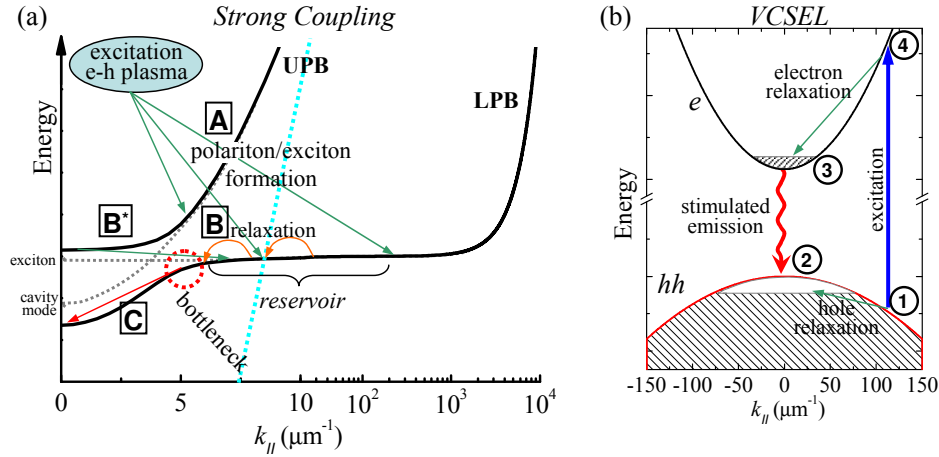 (a)
Strong Coupling
excitation
e-h plasma
UPB
LPB
A
polariton/exciton
formation
B*
B
relaxation
exciton
cavity
mode
C
bottleneck
reservoir
Energy
0
5
10
10³
10⁴
k// (µm⁻¹)
(b)
VCSEL
4
electron
relaxation
e
3
excitation
stimulated
emission
2
hh
1
hole
relaxation
Energy
-150 -100 -50 0 50 100 150
k// (µm⁻¹)